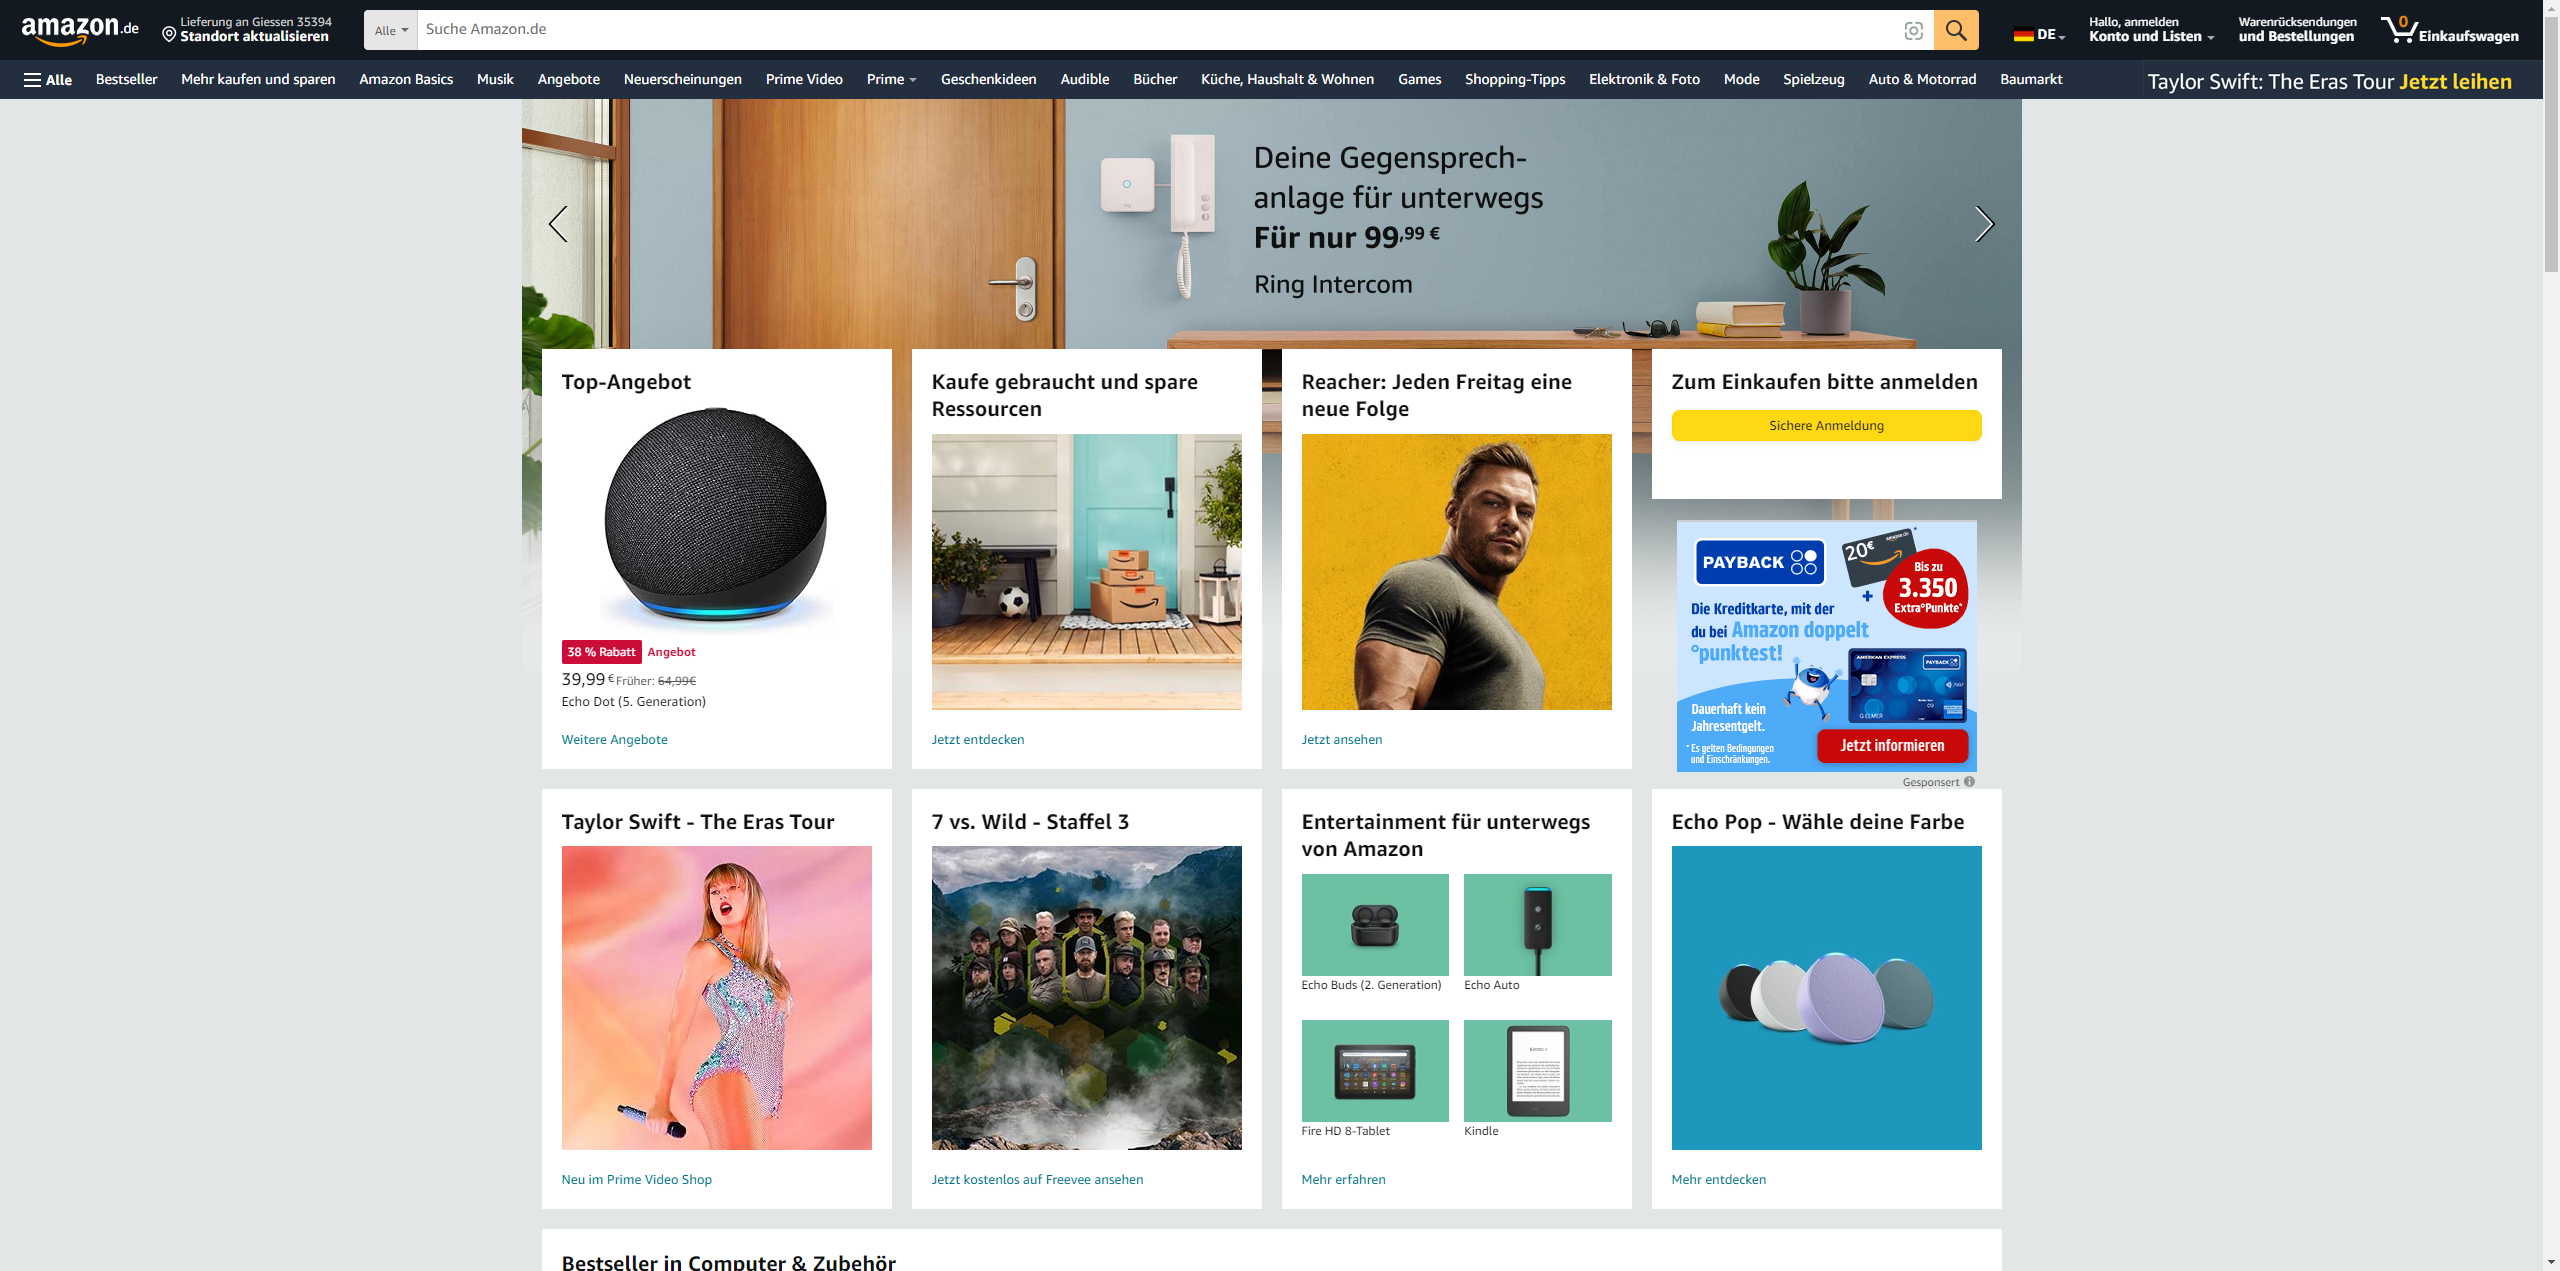 amazon.de
Lieferung an Giessen 35394
Standort aktualisieren
Alle
Suche Amazon.de
DE
Hallo, anmelden
Konto und Listen
Warenrücksendungen
und Bestellungen
0
Einkaufswagen
Alle
Bestseller
Mehr kaufen und sparen
Amazon Basics
Musik
Angebote
Neuerscheinungen
Prime Video
Prime
Geschenkideen
Audible
Bücher
Küche, Haushalt & Wohnen
Games
Shopping-Tipps
Elektronik & Foto
Mode
Spielzeug
Auto & Motorrad
Baumarkt
Taylor Swift: The Eras Tour Jetzt leihen
Deine Gegensprech-
anlage für unterwegs
Für nur 99,99 €
Ring Intercom
Top-Angebot
38 % Rabatt Angebot
39,99 € Früher: 64,99€
Echo Dot (5. Generation)
Weitere Angebote
Kaufe gebraucht und spare
Ressourcen
Jetzt entdecken
Reacher: Jeden Freitag eine
neue Folge
Jetzt ansehen
Zum Einkaufen bitte anmelden
Sichere Anmeldung
PAYBACK
20€
amazon.de
*
+
Bis zu
3.350
Extra°Punkte*
Die Kreditkarte, mit der
du bei Amazon doppelt
°punktest!
AMERICAN EXPRESS
PAYBACK
G ELMER
09
Dauerhaft kein
Jahresentgelt.
* Es gelten Bedingungen
und Einschränkungen.
Jetzt informieren
Gesponsert
Taylor Swift - The Eras Tour
Neu im Prime Video Shop
7 vs. Wild - Staffel 3
Jetzt kostenlos auf Freevee ansehen
Entertainment für unterwegs
von Amazon
Echo Buds (2. Generation)
Echo Auto
Fire HD 8-Tablet
Kindle
Mehr erfahren
Echo Pop - Wähle deine Farbe
Mehr entdecken
Bestseller in Computer & Zubehör